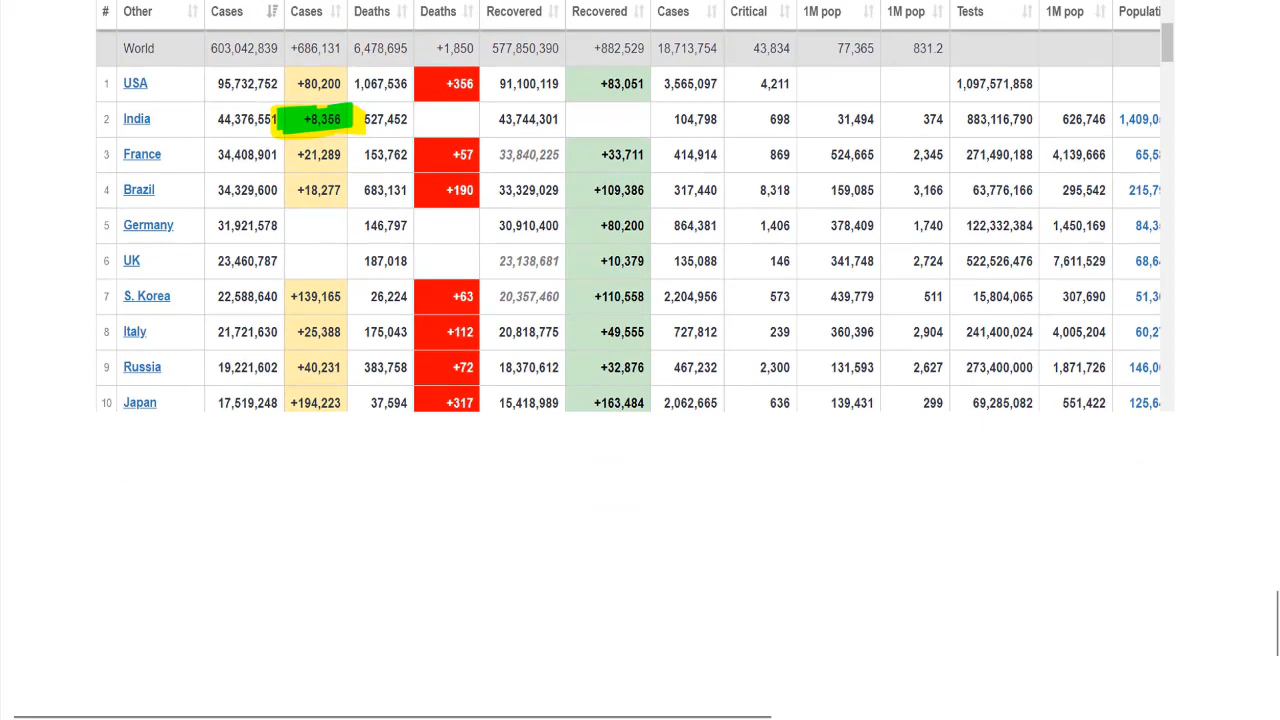 # Other Cases Cases Deaths Deaths Recovered Recovered Cases Critical 1M pop 1M pop Tests 1M pop
World 603,042,839 +686,131 6,478,695 +1,850 577,850,390 +882,529 18,713,754 43,834 77,365 831.2
1 USA 95,732,752 +80,200 1,067,536 +356 91,100,119 +83,051 3,565,097 4,211 1,097,571,858
2 India 44,376,551 +8,356 527,452 43,744,301 104,798 698 31,494 374 883,116,790 626,746
3 France 34,408,901 +21,289 153,762 +57 33,840,225 +33,711 414,914 869 524,665 2,345 271,490,188 4,139,666
4 Brazil 34,329,600 +18,277 683,131 +190 33,329,029 +109,386 317,440 8,318 159,085 3,166 63,776,166 295,542
5 Germany 31,921,578 146,797 30,910,400 +80,200 864,381 1,406 378,409 1,740 122,332,384 1,450,169
6 UK 23,460,787 187,018 23,138,681 +10,379 135,088 146 341,748 2,724 522,526,476 7,611,529
7 S. Korea 22,588,640 +139,165 26,224 +63 20,357,460 +110,558 2,204,956 573 439,779 511 15,804,065 307,690
8 Italy 21,721,630 +25,388 175,043 +112 20,818,775 +49,555 727,812 239 360,396 2,904 241,400,024 4,005,204
9 Russia 19,221,602 +40,231 383,758 +72 18,370,612 +32,876 467,232 2,300 131,593 2,627 273,400,000 1,871,726
10 Japan 17,519,248 +194,223 37,594 +317 15,418,989 +163,484 2,062,665 636 139,431 299 69,285,082 551,422